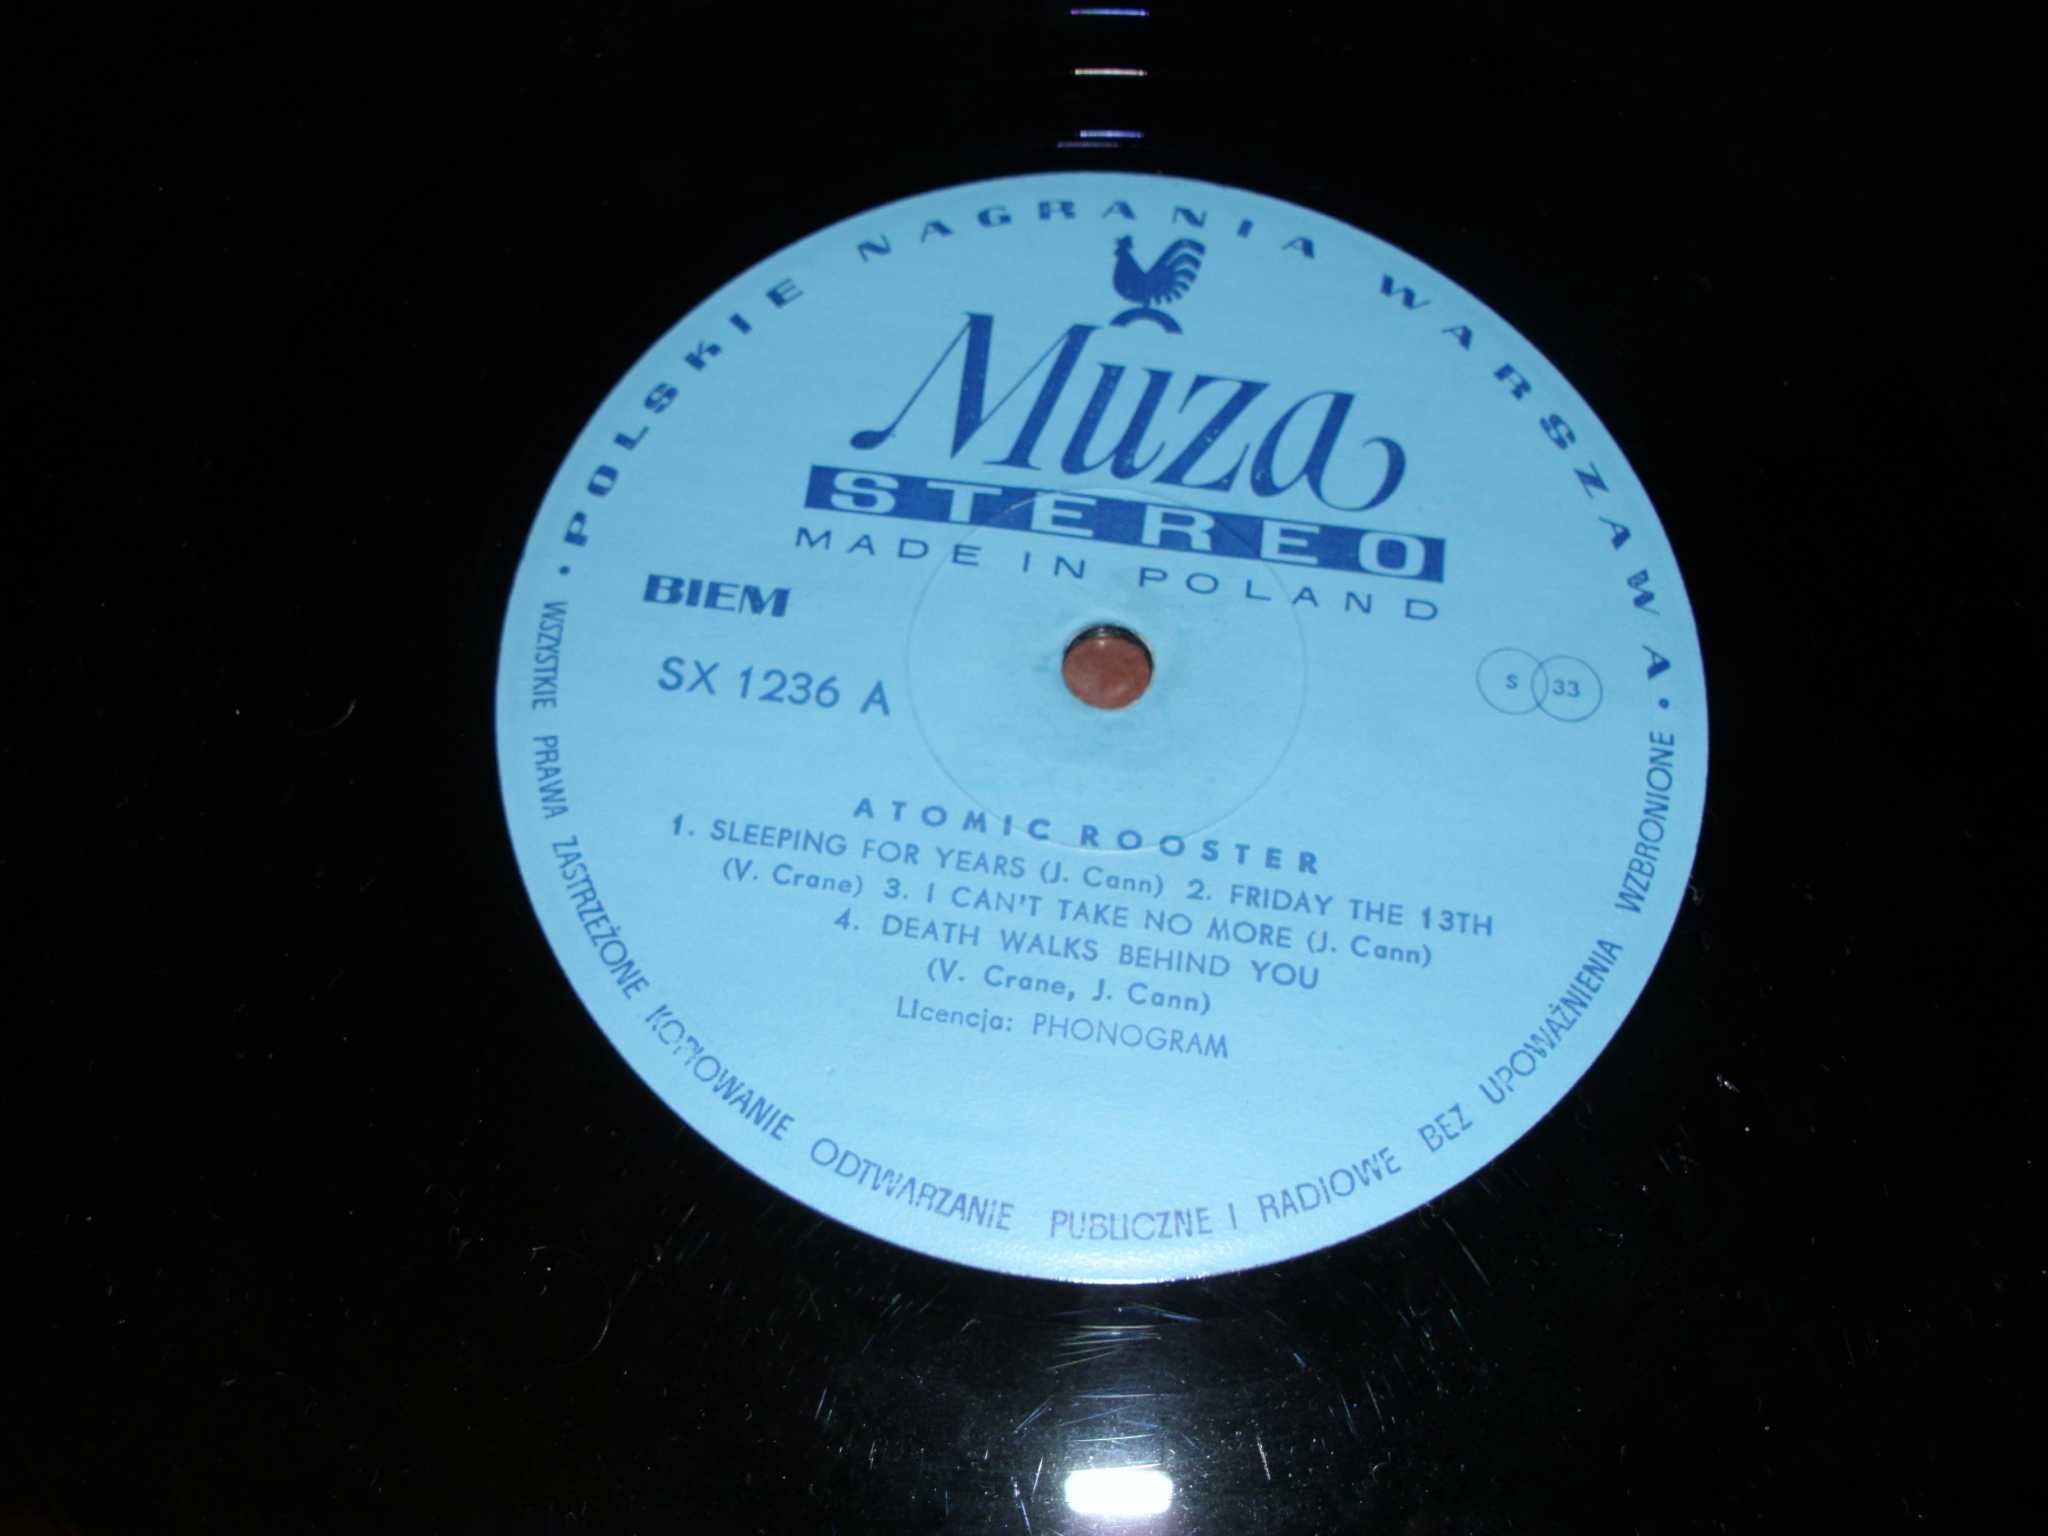 POLSKIE NAGRANIA WARSZAWA
Muza
STEREO
MADE IN POLAND
BIEM
SX 1236 A
S 33
ATOMIC ROOSTER
1. SLEEPING FOR YEARS (J. Cann) 2. FRIDAY THE 13TH
(V. Crane) 3. I CAN'T TAKE NO MORE (J. Cann)
4. DEATH WALKS BEHIND YOU
(V. Crane, J. Cann)
Licencja: PHONOGRAM
• WSZYSTKIE PRAWA ZASTRZEŻONE KOPIOWANIE ODTWARZANIE PUBLICZNE I RADIOWE BEZ UPOWAŻNIENIA WZBRONIONE •